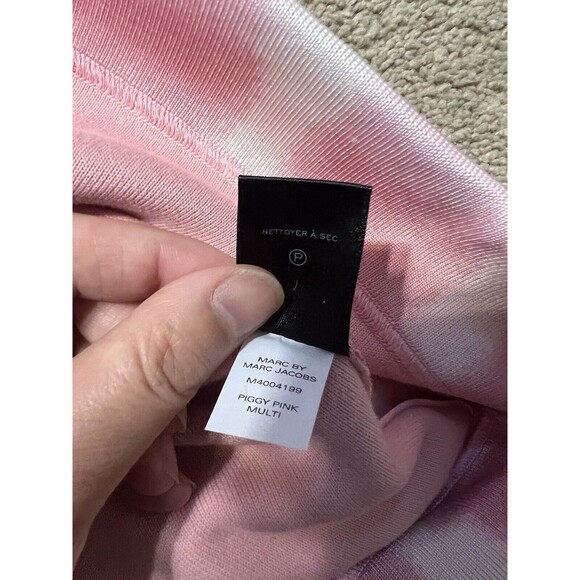 NETTOYER À SEC
P
MARC BY
MARC JACOBS
M4004199
PIGGY PINK
MULTI